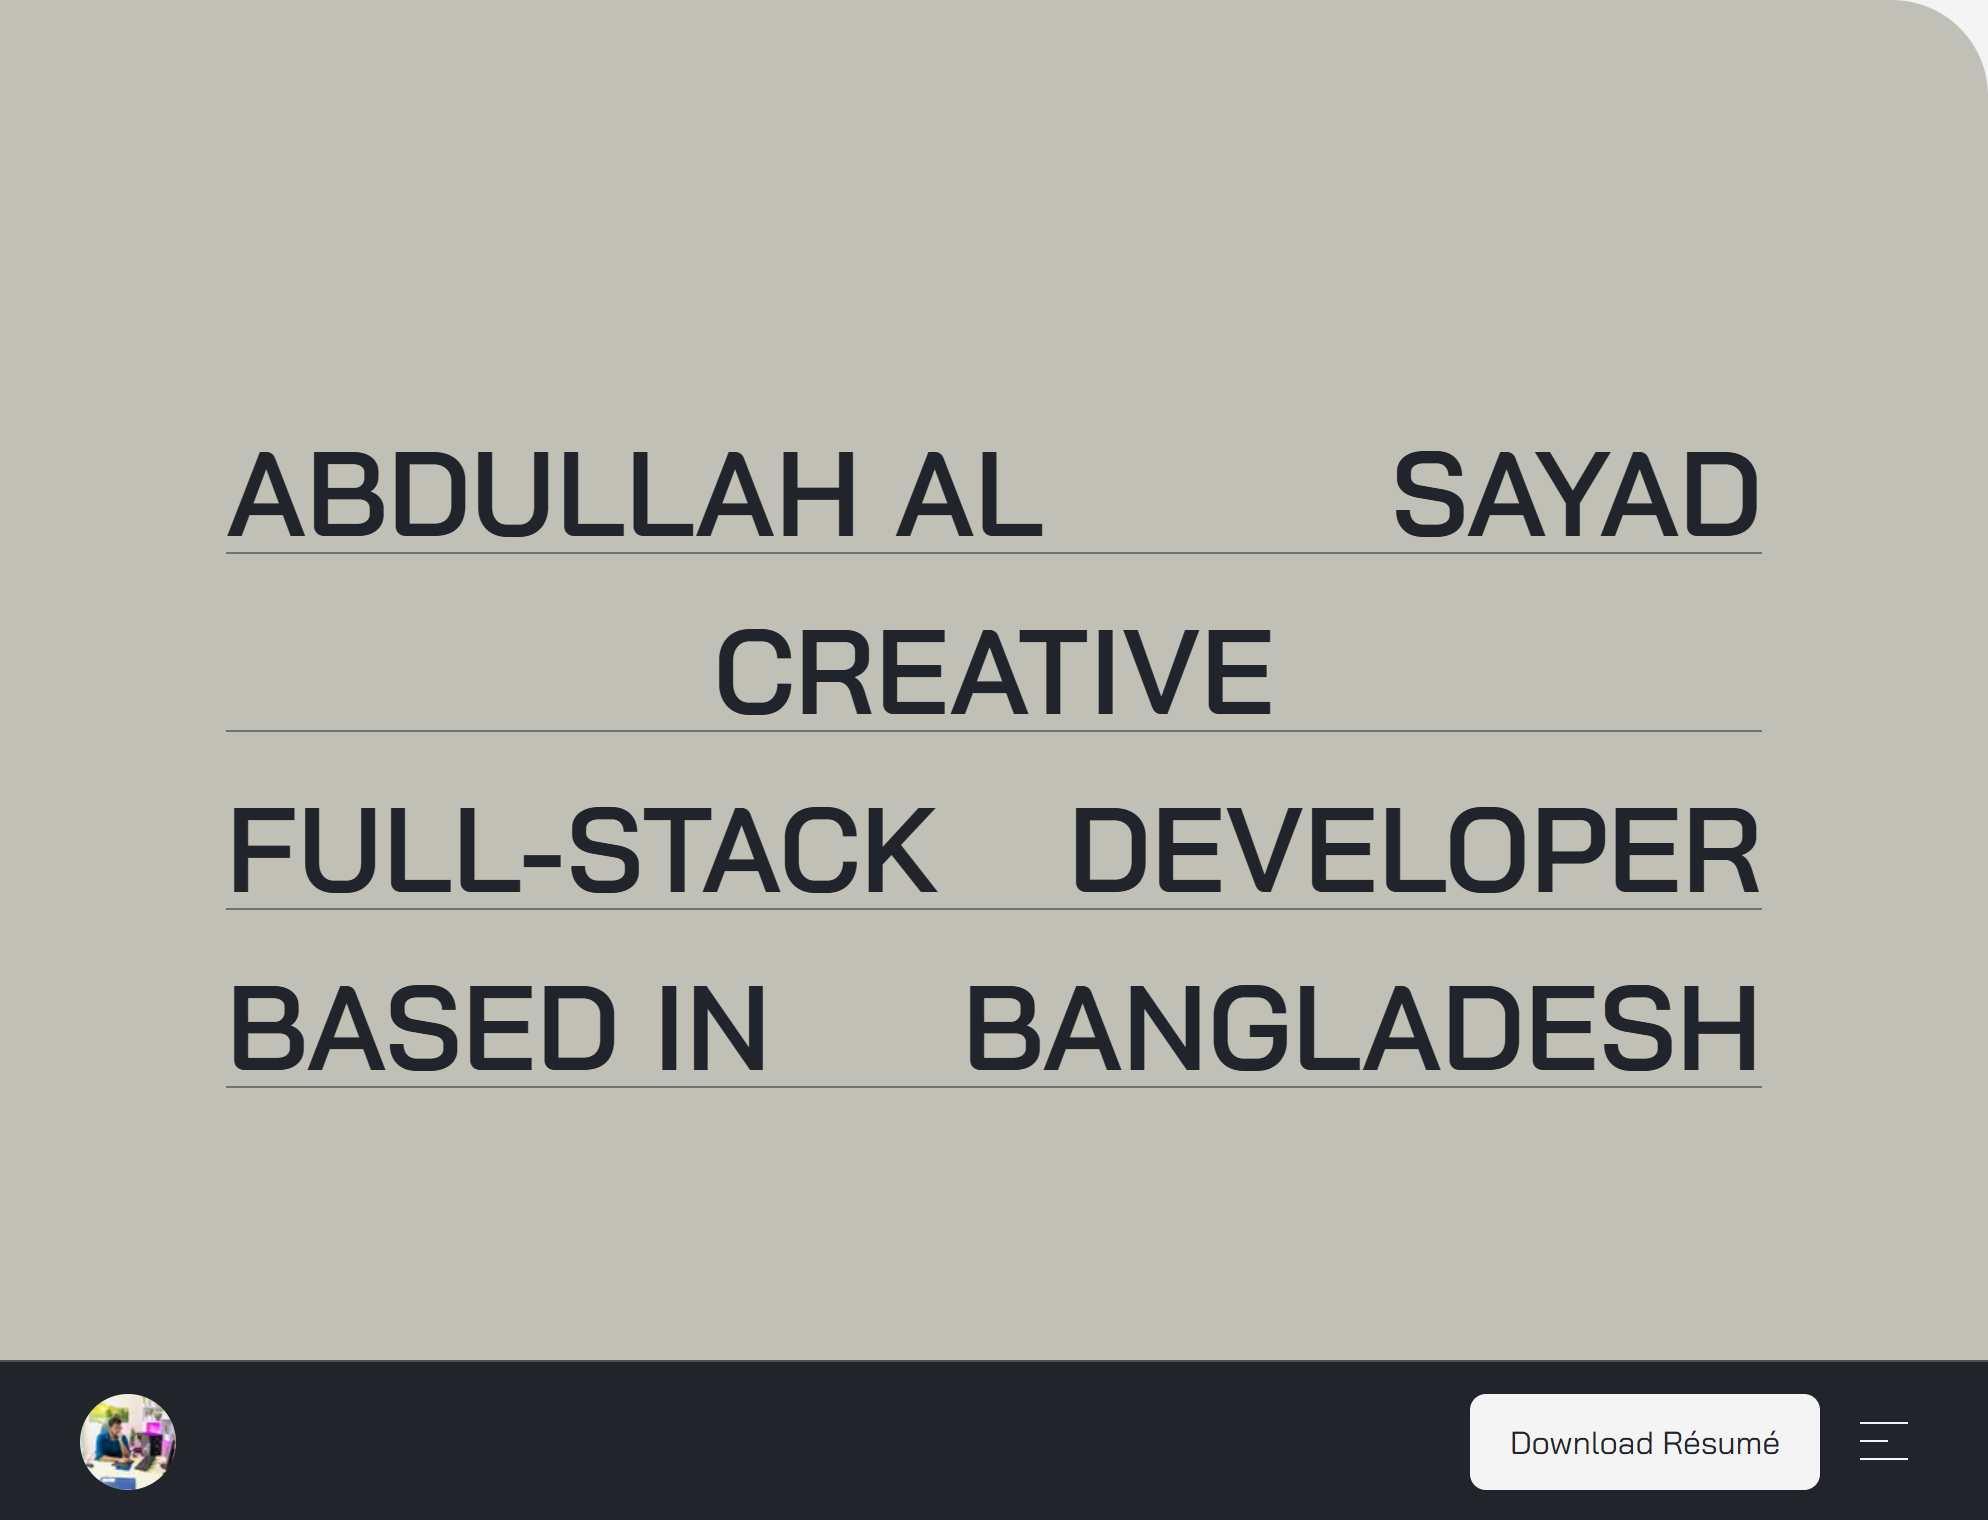 ABDULLAH AL SAYAD
CREATIVE
FULL-STACK DEVELOPER
BASED IN BANGLADESH
Download Résumé